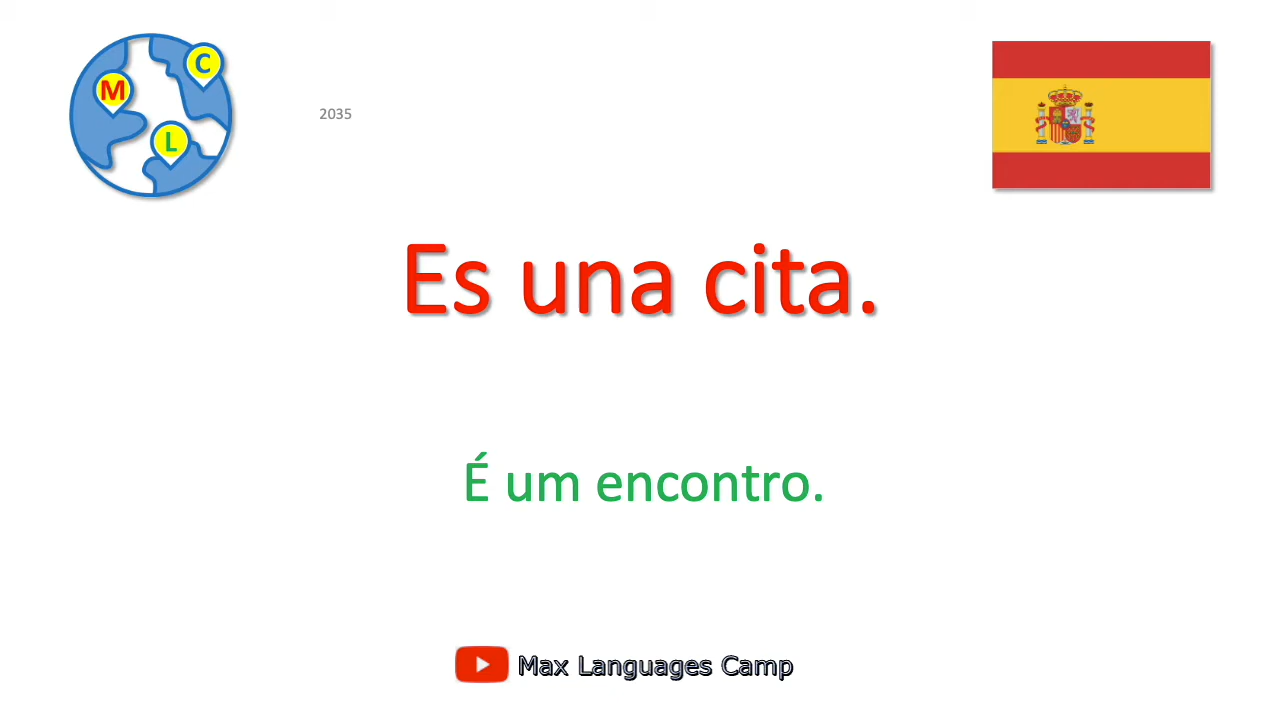 C
M
L
2035
Es una cita.
É um encontro.
Max Languages Camp